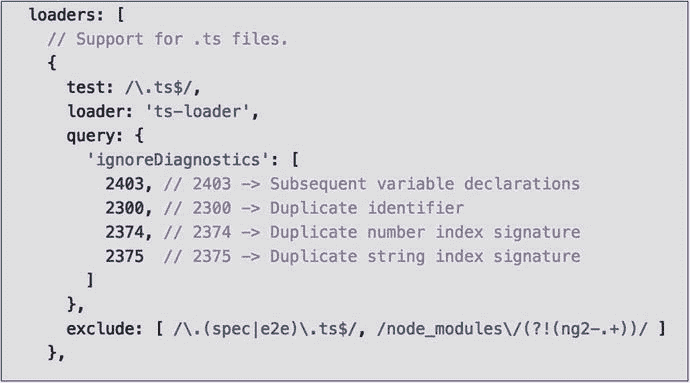 loaders: [
// Support for .ts files.
{
test: /\.ts$/,
loader: 'ts-loader',
query: {
'ignoreDiagnostics': [
2403, // 2403 -> Subsequent variable declarations
2300, // 2300 -> Duplicate identifier
2374, // 2374 -> Duplicate number index signature
2375  // 2375 -> Duplicate string index signature
]
},
exclude: [ /\.(spec|e2e)\.ts$/, /node_modules\/(?!(ng2-.+))/ ]
},